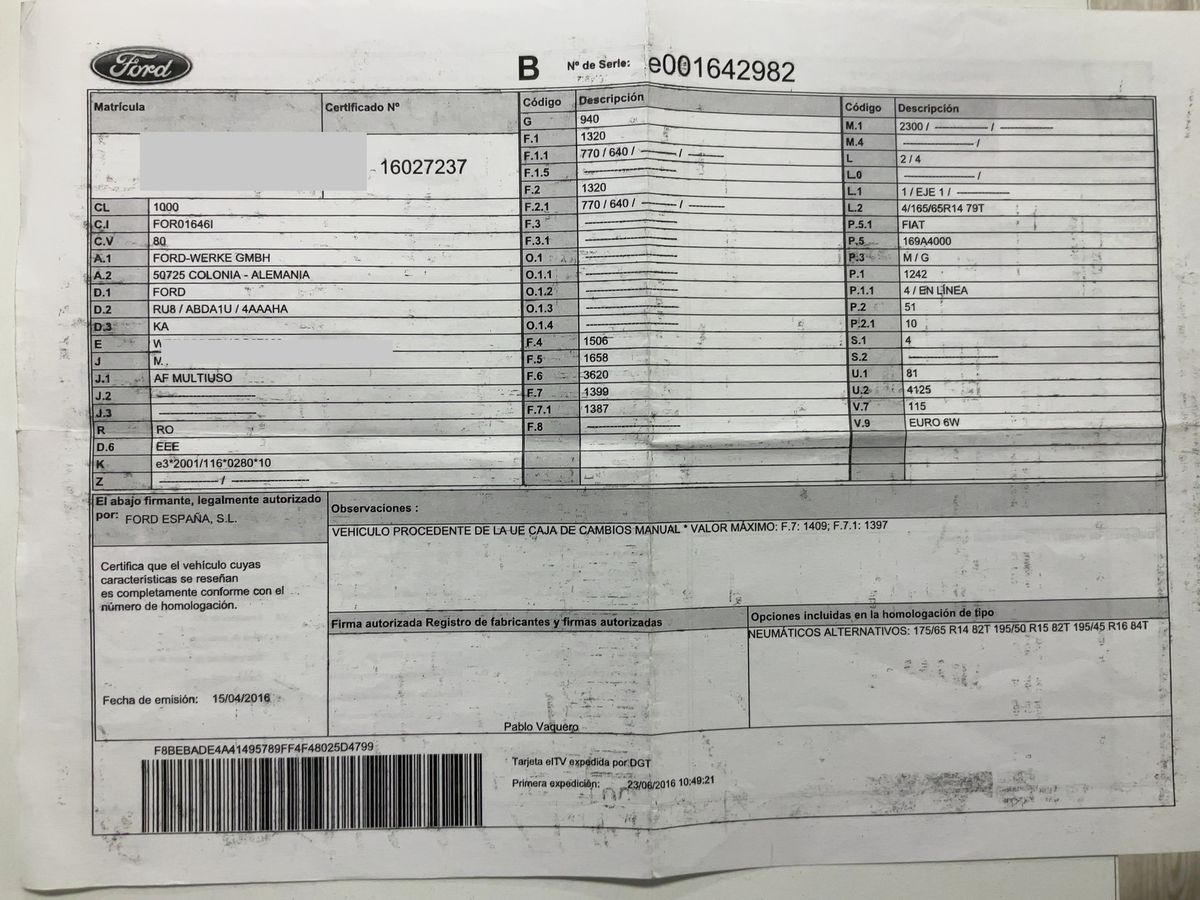 Ford
B Nº de Serie: e001642982
Matrícula
Certificado Nº
16027237
CL 1000
C.I FOR01646I
C.V 80
A.1 FORD-WERKE GMBH
A.2 50725 COLONIA - ALEMANIA
D.1 FORD
D.2 RU8 / ABDA1U / 4AAAHA
D.3 KA
E W
J M.
J.1 AF MULTIUSO
J.2 --------------------
J.3 --------------------
R RO
D.6 EEE
K e3*2001/116*0280*10
Z ------------ / ----------------
Código Descripción
G 940
F.1 1320
F.1.1 770 / 640 / ------- / -------
F.1.5 --------------------
F.2 1320
F.2.1 770 / 640 / ------- / -------
F.3 --------------------
F.3.1 --------------------
O.1 --------------------
O.1.1 --------------------
O.1.2 --------------------
O.1.3 --------------------
O.1.4 --------------------
F.4 1506
F.5 1658
F.6 3620
F.7 1399
F.7.1 1387
F.8 --------------------
Código Descripción
M.1 2300 / ------------ / ------------
M.4 ---------------- /
L 2 / 4
L.0 ---------------- /
L.1 1 / EJE 1 / ------------
L.2 4/165/65R14 79T
P.5.1 FIAT
P.5 169A4000
P.3 M / G
P.1 1242
P.1.1 4 / EN LÍNEA
P.2 51
P.2.1 10
S.1 4
S.2 --------------------
U.1 81
U.2 4125
V.7 115
V.9 EURO 6W
El abajo firmante, legalmente autorizado
por: FORD ESPAÑA, S.L.
Certifica que el vehículo cuyas
características se reseñan
es completamente conforme con el
número de homologación.
Fecha de emisión: 15/04/2016
Observaciones :
VEHICULO PROCEDENTE DE LA UE CAJA DE CAMBIOS MANUAL * VALOR MÁXIMO: F.7: 1409; F.7.1: 1397
Firma autorizada Registro de fabricantes y firmas autorizadas
Pablo Vaquero
Opciones incluidas en la homologación de tipo
NEUMÁTICOS ALTERNATIVOS: 175/65 R14 82T 195/50 R15 82T 195/45 R16 84T
F8BEBADE4A41495789FF4F48025D4799
Tarjeta eITV expedida por DGT
Primera expedición: 23/06/2016 10:49:21